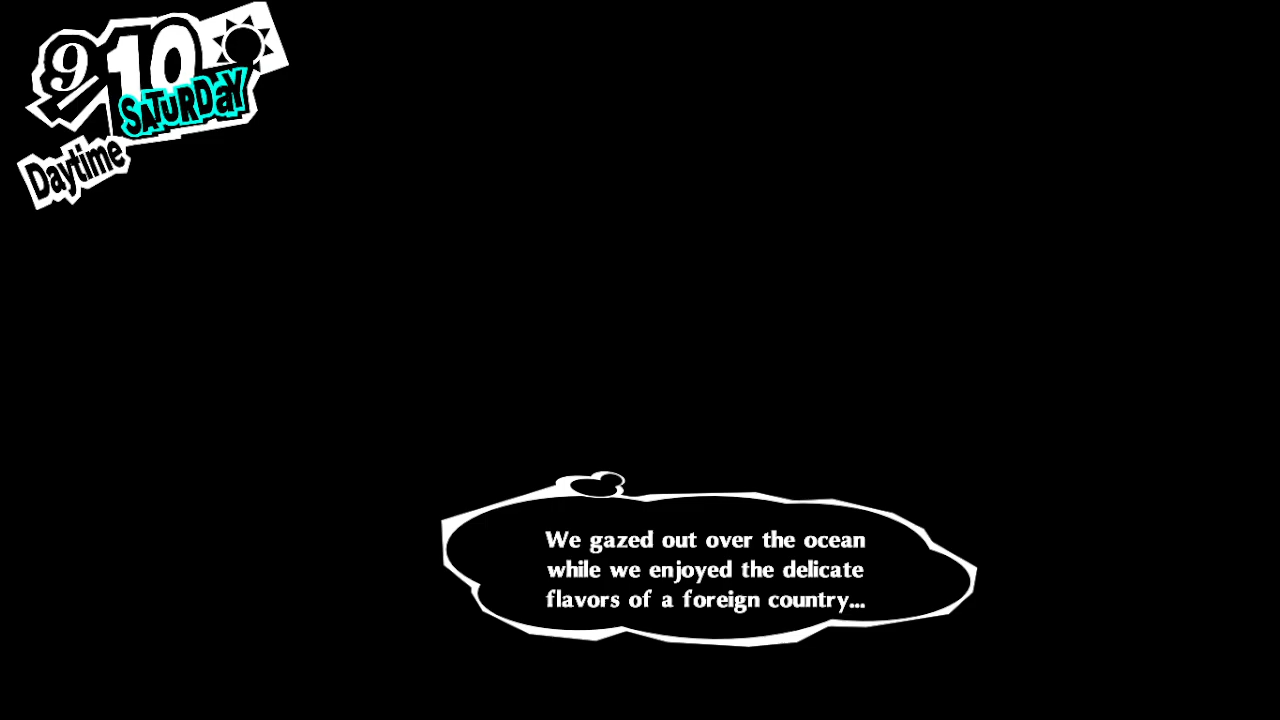 9/10
SATURDaY
Daytime
We gazed out over the ocean
while we enjoyed the delicate
flavors of a foreign country...